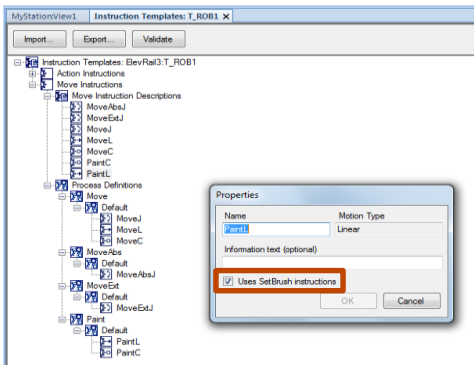 MyStationView1 Instruction Templates: T_ROB1 X
Import... Export... Validate
Instruction Templates: ElevRail3:T_ROB1
Action Instructions
Move Instructions
Move Instruction Descriptions
MoveAbsJ
MoveExtJ
MoveJ
MoveL
MoveC
PaintC
PaintL
Process Definitions
Move
Default
MoveJ
MoveL
MoveC
MoveAbs
Default
MoveAbsJ
MoveExt
Default
MoveExtJ
Paint
Default
PaintL
PaintC
Properties
Name Motion Type
PaintL Linear
Information text (optional)
Uses SetBrush instructions
OK Cancel